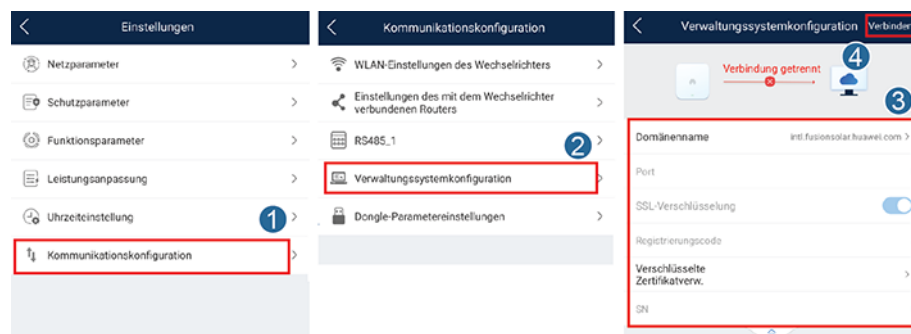 Einstellungen
Netzparameter
Schutzparameter
Funktionsparameter
Leistungsanpassung
Uhrzeiteinstellung
1
Kommunikationskonfiguration
Kommunikationskonfiguration
WLAN-Einstellungen des Wechselrichters
Einstellungen des mit dem Wechselrichter
verbundenen Routers
RS485_1
2
Verwaltungssystemkonfiguration
Dongle-Parametereinstellungen
Verwaltungssystemkonfiguration Verbinden
4
Verbindung getrennt
3
Domänenname intl.fusionsolar.huawei.com
Port
SSL-Verschlüsselung
Registrierungscode
Verschlüsselte
Zertifikatverw.
SN